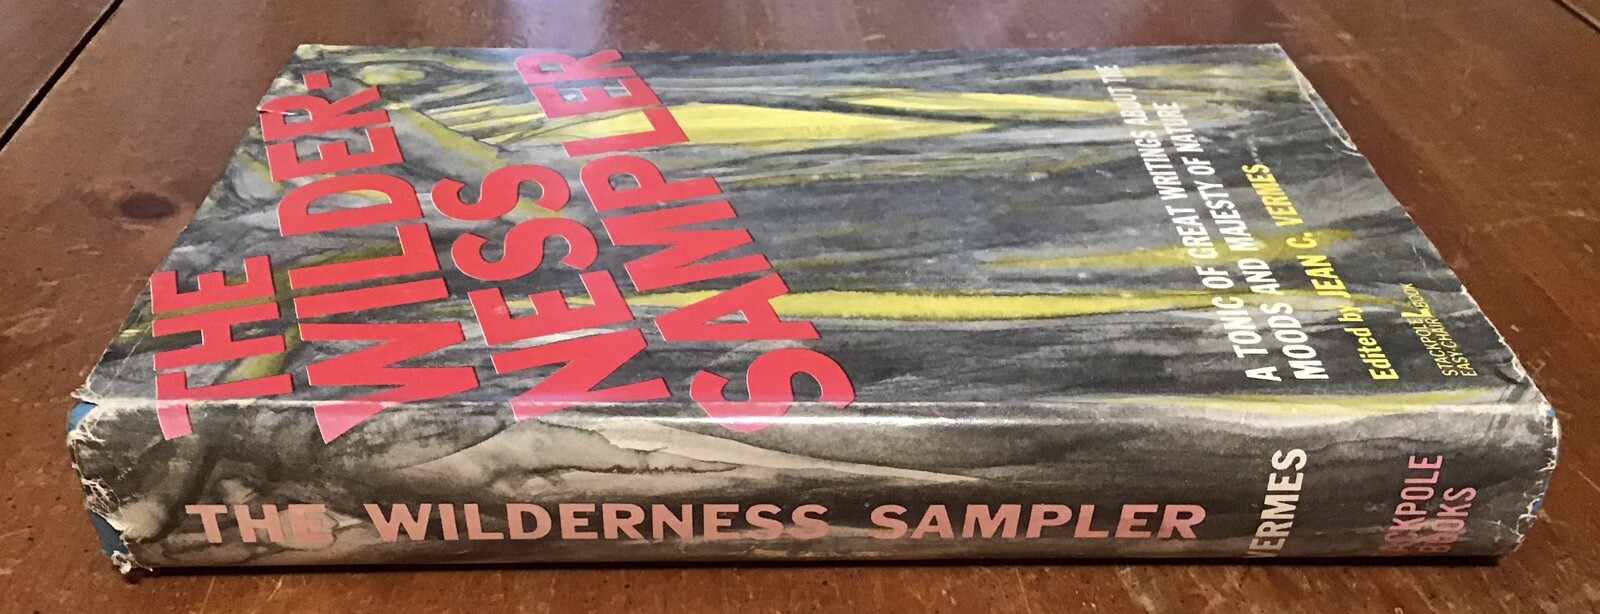 THE
WILDER-
NESS
SAMPLER
A TONIC OF GREAT WRITINGS ABOUT THE
MOODS AND MAJESTY OF NATURE
Edited by JEAN C. VERMES
STACKPOLE
EASY-CHAIR BOOK
THE WILDERNESS SAMPLER
VERMES
STACKPOLE
BOOKS